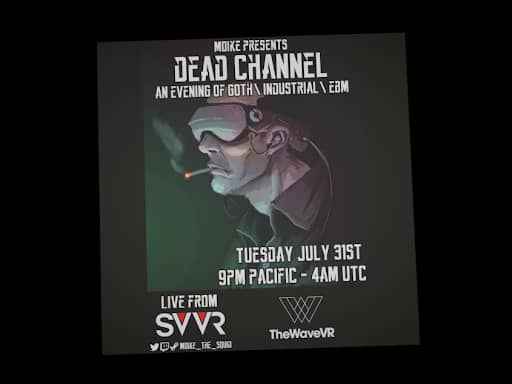 MOIKE PRESENTS
DEAD CHANNEL
AN EVENING OF GOTH \ INDUSTRIAL \ EBM
TUESDAY JULY 31ST
9PM PACIFIC - 4AM UTC
LIVE FROM
SVVR
TheWaveVR
MOIKE_THE_SQUID